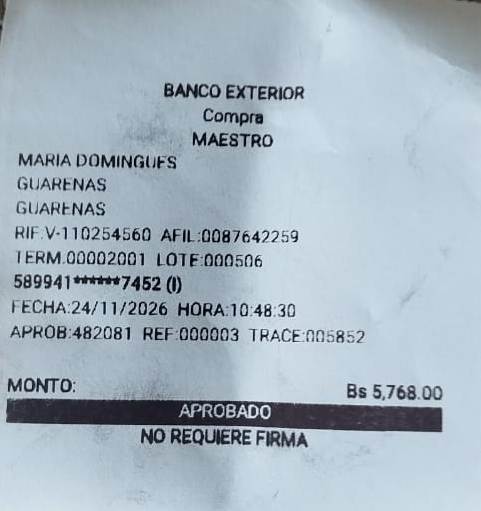 BANCO EXTERIOR
Compra
MAESTRO
MARIA DOMINGUES
GUARENAS
GUARENAS
RIF:V-110254560 AFIL:0087642259
TERM:00002001 LOTE:000506
589941******7452 (I)
FECHA:24/11/2026 HORA:10:48:30
APROB:482081 REF:000003 TRACE:005852
MONTO: Bs 5,768.00
APROBADO
NO REQUIERE FIRMA